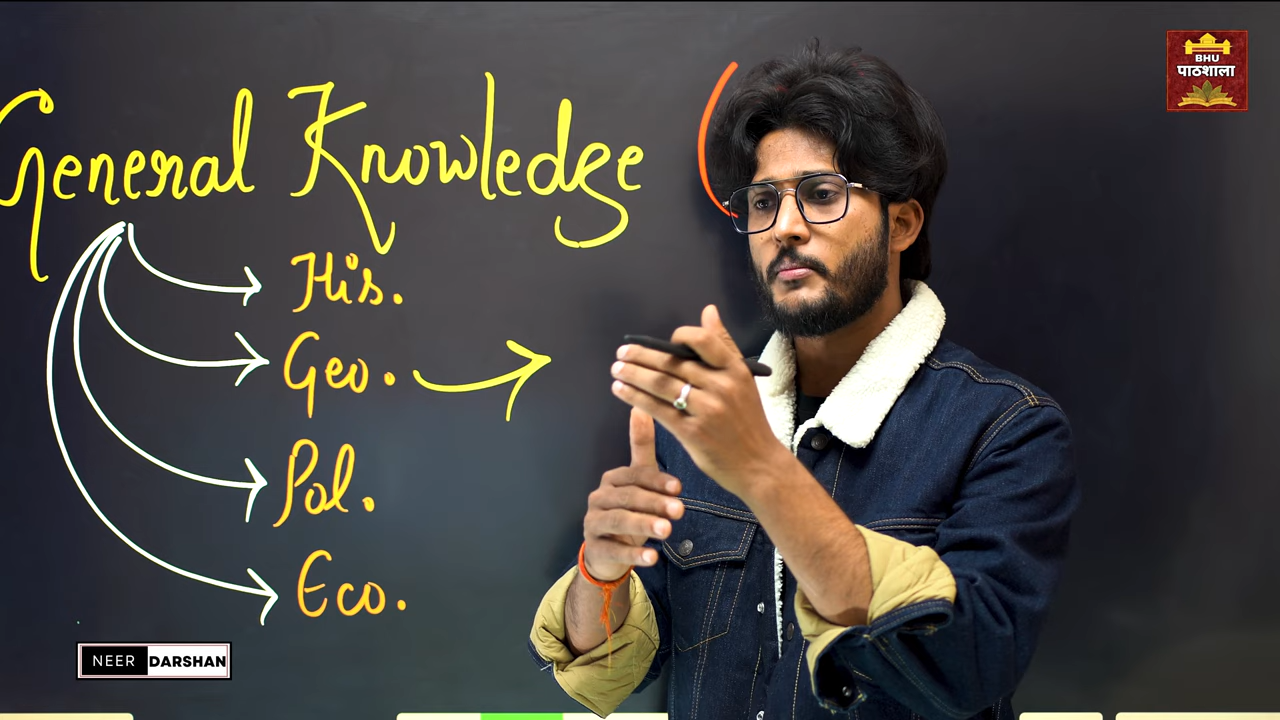 General Knowledge
His.
Geo.
Pol.
Eco.
BHU
पाठशाला
NEER DARSHAN